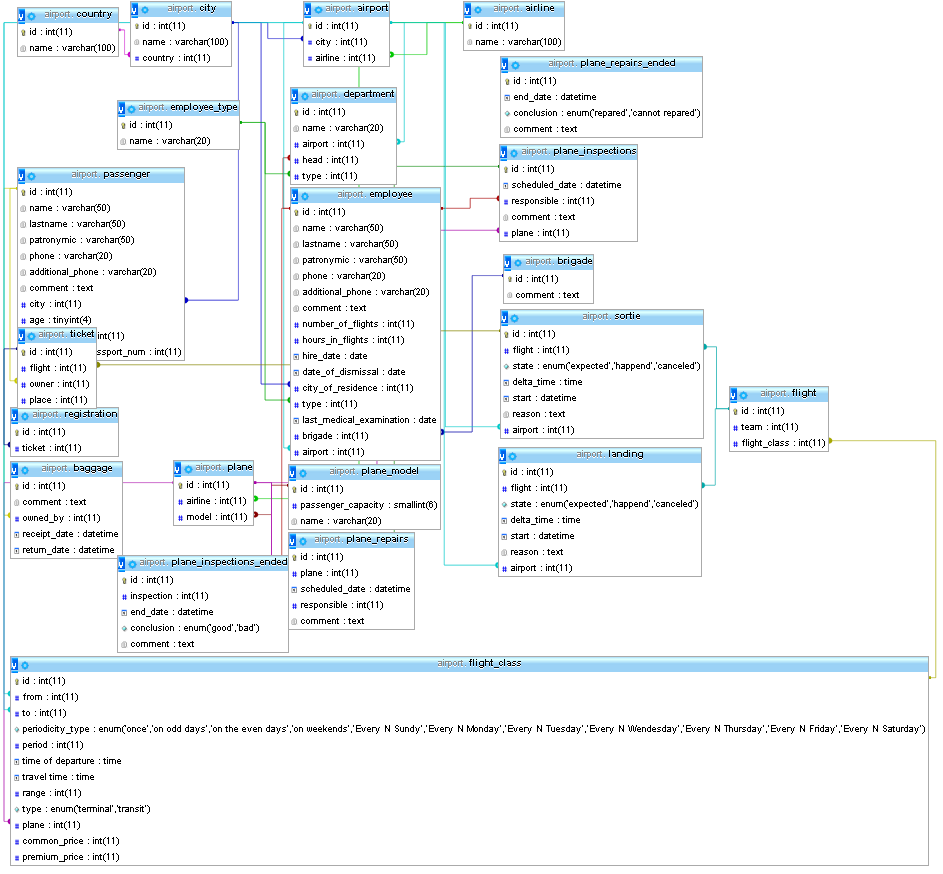 airport. country
id : int(11)
name : varchar(100)
airport. city
id : int(11)
name : varchar(100)
country : int(11)
airport. airport
id : int(11)
city : int(11)
airline : int(11)
airport. airline
id : int(11)
name : varchar(100)
airport. plane_repairs_ended
id : int(11)
end_date : datetime
conclusion : enum('repared','cannot repared')
comment : text
airport. department
id : int(11)
name : varchar(20)
airport : int(11)
head : int(11)
type : int(11)
airport. employee_type
id : int(11)
name : varchar(20)
airport. plane_inspections
id : int(11)
scheduled_date : datetime
responsible : int(11)
comment : text
plane : int(11)
airport. passenger
id : int(11)
name : varchar(50)
lastname : varchar(50)
patronymic : varchar(50)
phone : varchar(20)
additional_phone : varchar(20)
comment : text
city : int(11)
age : tinyint(4)
int(11)
ssport_num : int(11)
airport. employee
id : int(11)
name : varchar(50)
lastname : varchar(50)
patronymic : varchar(50)
phone : varchar(20)
additional_phone : varchar(20)
comment : text
number_of_flights : int(11)
hours_in_flights : int(11)
hire_date : date
date_of_dismissal : date
city_of_residence : int(11)
type : int(11)
last_medical_examination : date
brigade : int(11)
airport : int(11)
airport. brigade
id : int(11)
comment : text
airport. sortie
id : int(11)
flight : int(11)
state : enum('expected','happend','canceled')
delta_time : time
start : datetime
reason : text
airport : int(11)
airport. ticket
id : int(11)
flight : int(11)
owner : int(11)
place : int(11)
airport. flight
id : int(11)
team : int(11)
flight_class : int(11)
airport. registration
id : int(11)
ticket : int(11)
airport. landing
id : int(11)
flight : int(11)
state : enum('expected','happend','canceled')
delta_time : time
start : datetime
reason : text
airport : int(11)
airport. baggage
id : int(11)
comment : text
owned_by : int(11)
receipt_date : datetime
return_date : datetime
airport. plane
id : int(11)
airline : int(11)
model : int(11)
airport. plane_model
id : int(11)
passenger_capacity : smallint(6)
name : varchar(20)
airport. plane_repairs
id : int(11)
plane : int(11)
scheduled_date : datetime
responsible : int(11)
comment : text
airport. plane_inspections_ended
id : int(11)
inspection : int(11)
end_date : datetime
conclusion : enum('good','bad')
comment : text
airport. flight_class
id : int(11)
from : int(11)
to : int(11)
periodicity_type : enum('once','on odd days','on the even days','on weekends','Every N Sundy','Every N Monday','Every N Tuesday','Every N Wendesday','Every N Thursday','Every N Friday','Every N Saturday')
period : int(11)
time of departure : time
travel time : time
range : int(11)
type : enum('terminal','transit')
plane : int(11)
common_price : int(11)
premium_price : int(11)